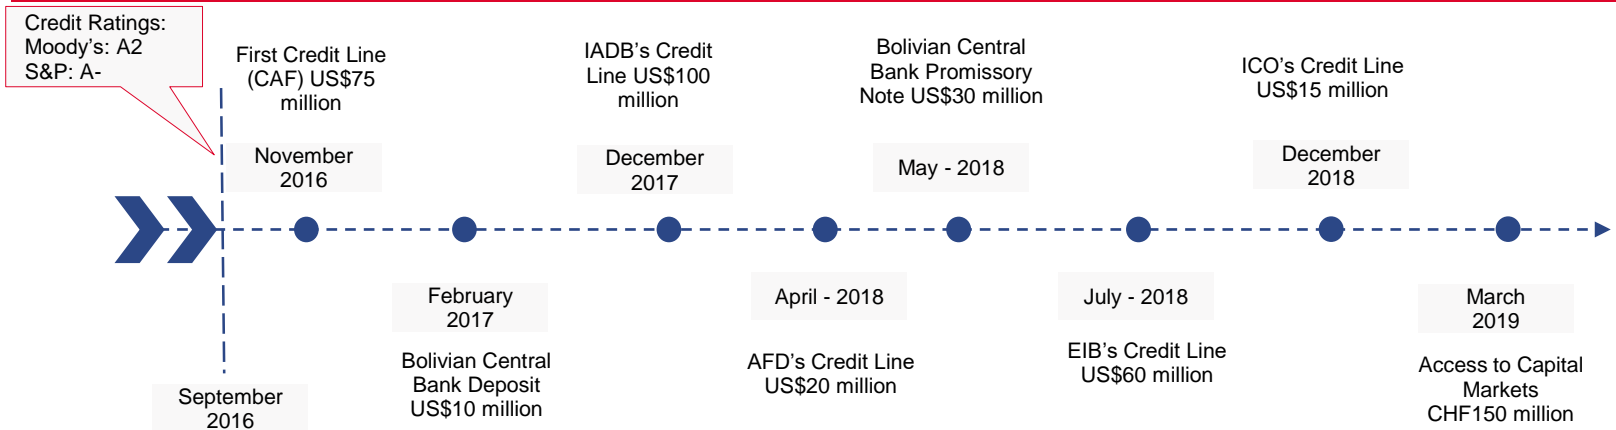 Credit Ratings:
Moody's: A2
S&P: A-
First Credit Line
(CAF) US$75
million
November
2016
IADB's Credit
Line US$100
million
December
2017
Bolivian Central
Bank Promissory
Note US$30 million
May - 2018
ICO's Credit Line
US$15 million
December
2018
September
2016
February
2017
Bolivian Central
Bank Deposit
US$10 million
April - 2018
AFD's Credit Line
US$20 million
July - 2018
EIB's Credit Line
US$60 million
March
2019
Access to Capital
Markets
CHF150 million